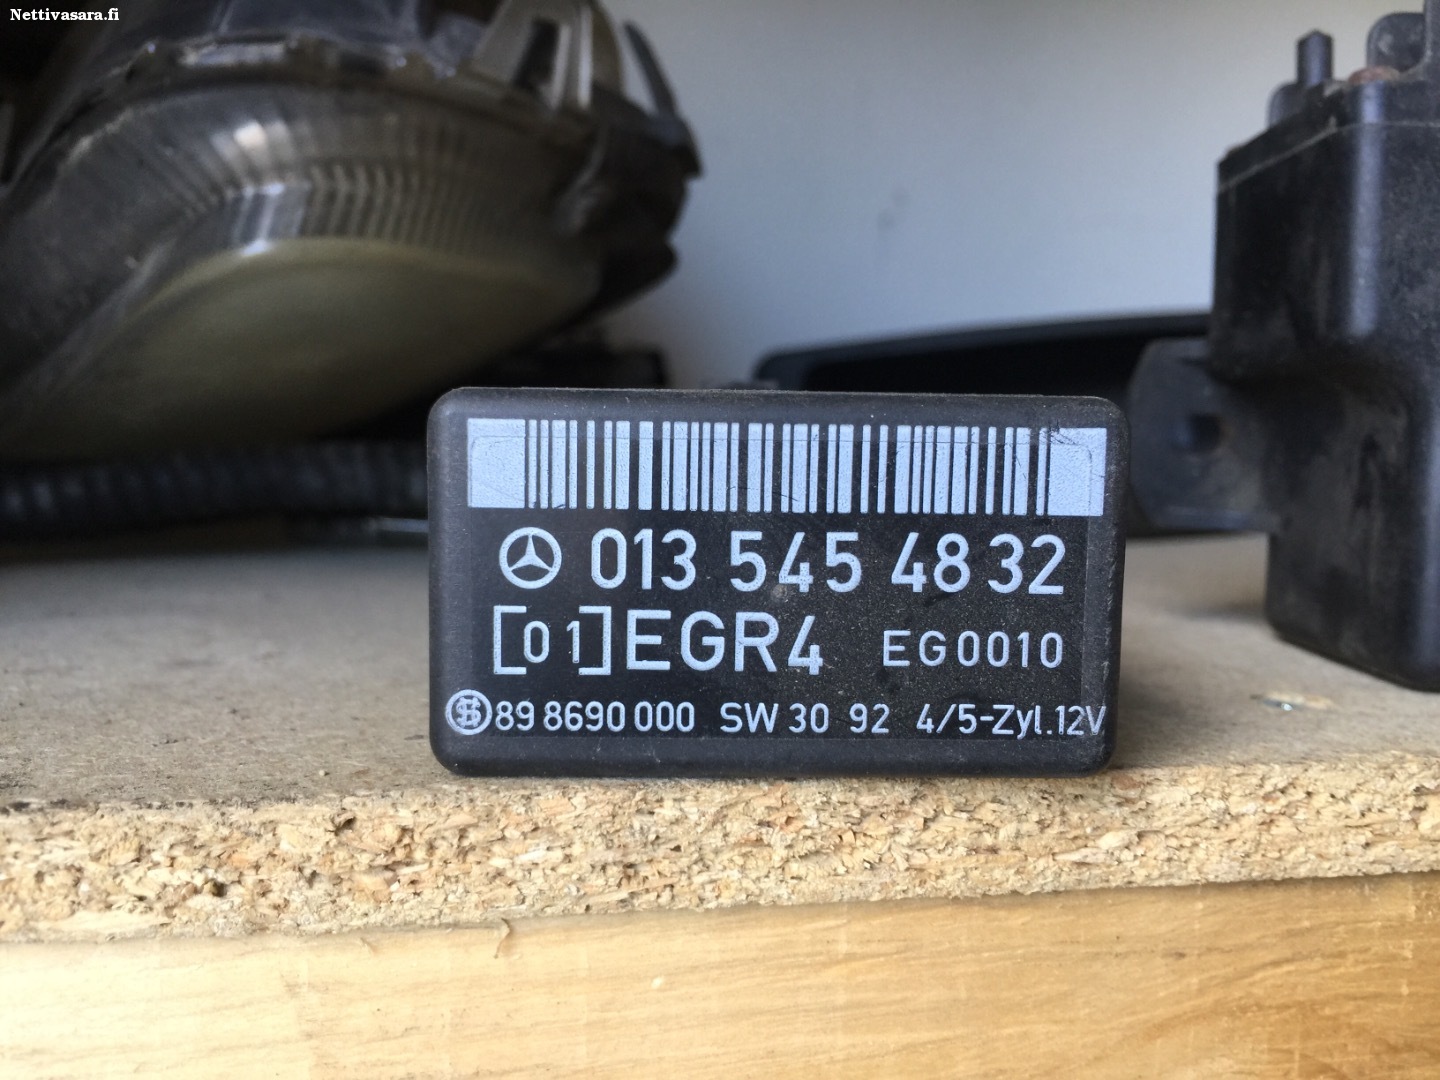 Nettivasara.fi
013 545 48 32
[01] EGR4 EG0010
89 8690 000 SW 30 92 4/5-Zyl.12V